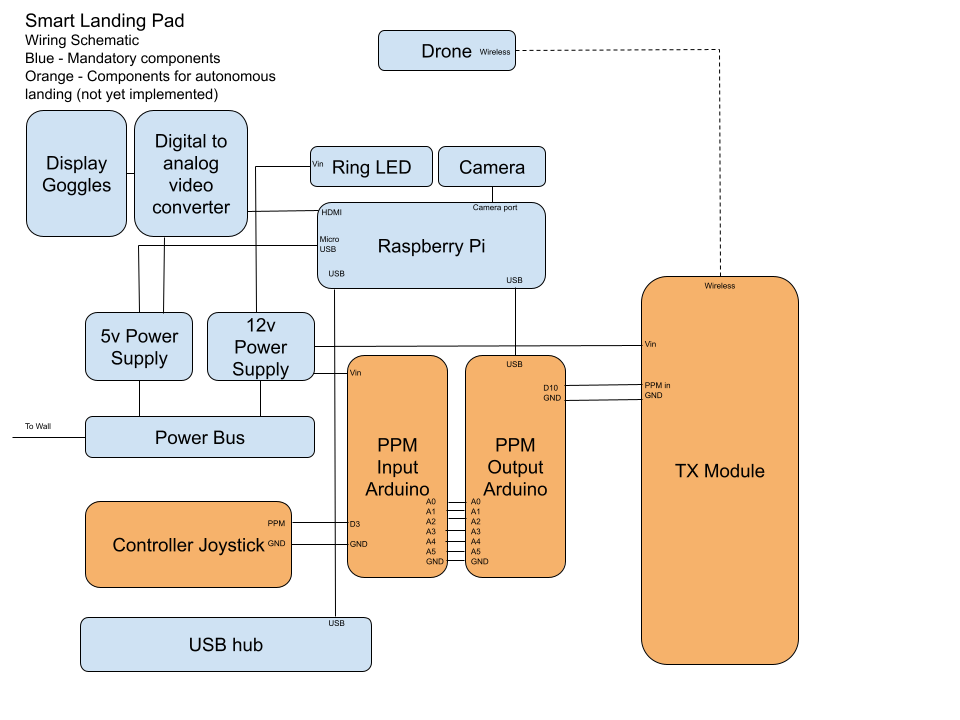 Smart Landing Pad
Wiring Schematic
Blue - Mandatory components
Orange - Components for autonomous
landing (not yet implemented)
Drone
Wireless
Display
Goggles
Digital to
analog
video
converter
Vin
Ring LED
Camera
HDMI
Camera port
Micro
USB
Raspberry Pi
USB
USB
Wireless
5v Power
Supply
12v
Power
Supply
Vin
Vin
USB
D10
GND
PPM in
GND
To Wall
Power Bus
PPM
Input
Arduino
PPM
Output
Arduino
TX Module
A0
A1
A2
A3
A4
A5
GND
A0
A1
A2
A3
A4
A5
GND
PPM
GND
Controller Joystick
D3
GND
USB
USB hub